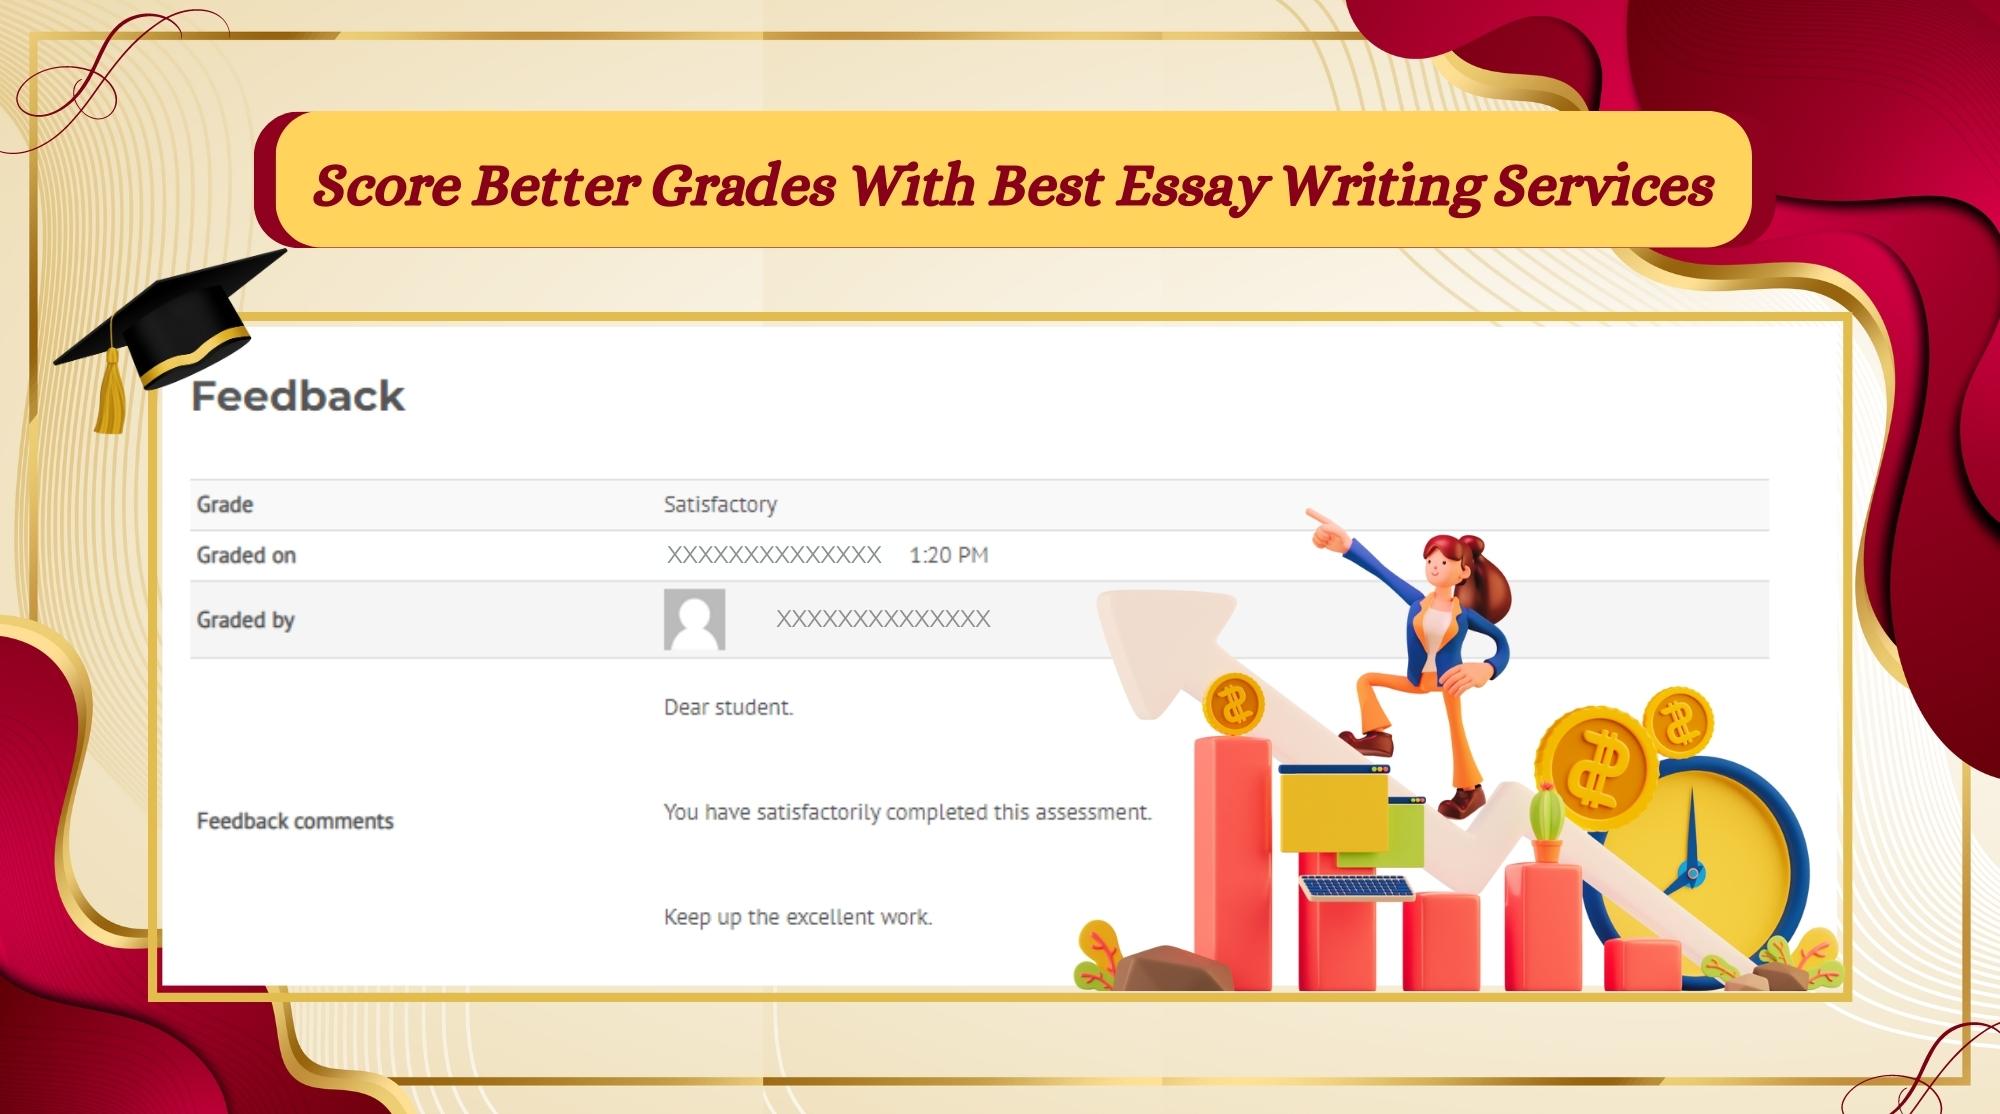 Score Better Grades With Best Essay Writing Services
Feedback
Grade Satisfactory
Graded on XXXXXXXXXXXXXX 1:20 PM
Graded by XXXXXXXXXXXXXX
Dear student.
Feedback comments You have satisfactorily completed this assessment.
Keep up the excellent work.